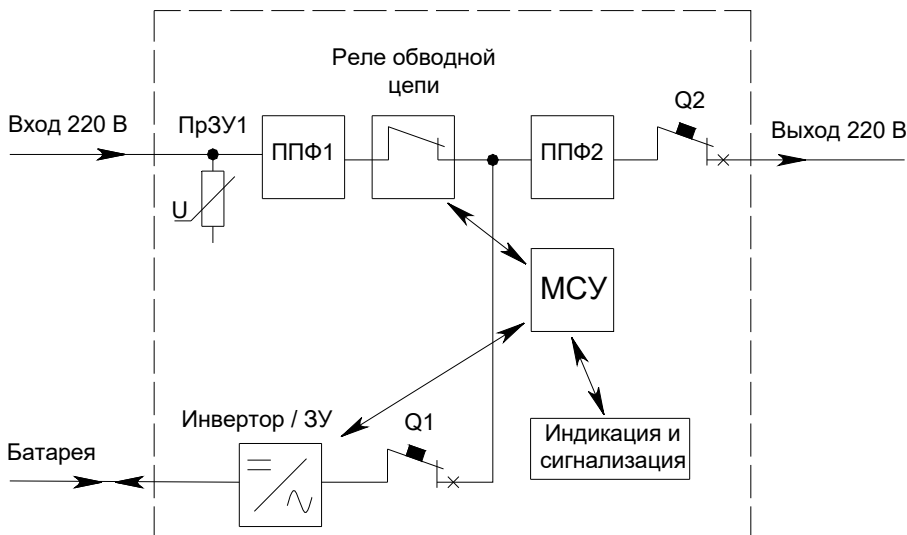 Реле обводной
цепи
Вход 220 В
ПрЗУ1
ППФ1
ППФ2
Q2
Выход 220 В
U
МСУ
Инвертор / ЗУ
Q1
Батарея
Индикация и
сигнализация